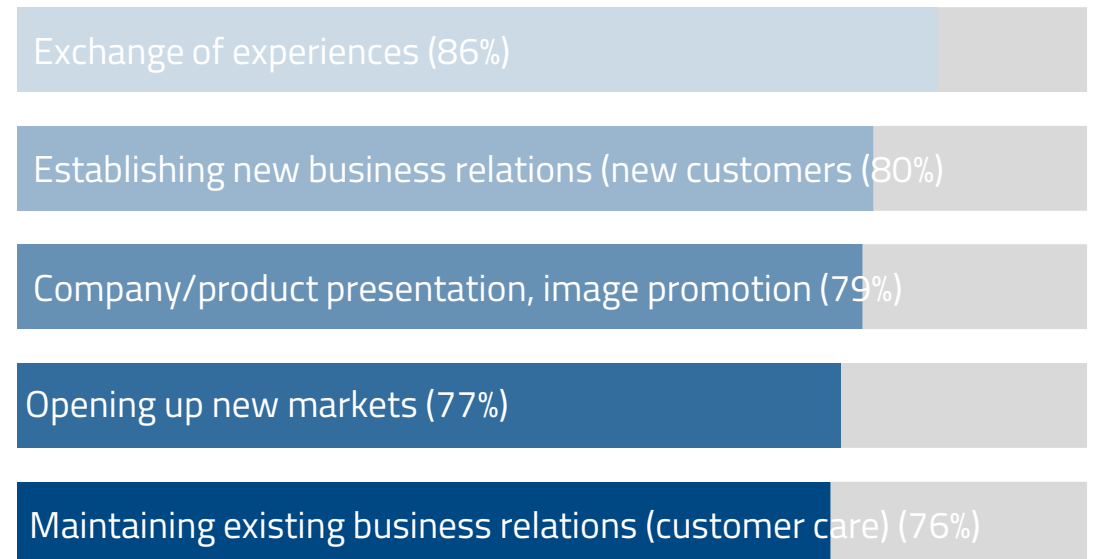 Exchange of experiences (86%)
Establishing new business relations (new customers (80%)
Company/product presentation, image promotion (79%)
Opening up new markets (77%)
Maintaining existing business relations (customer care) (76%)